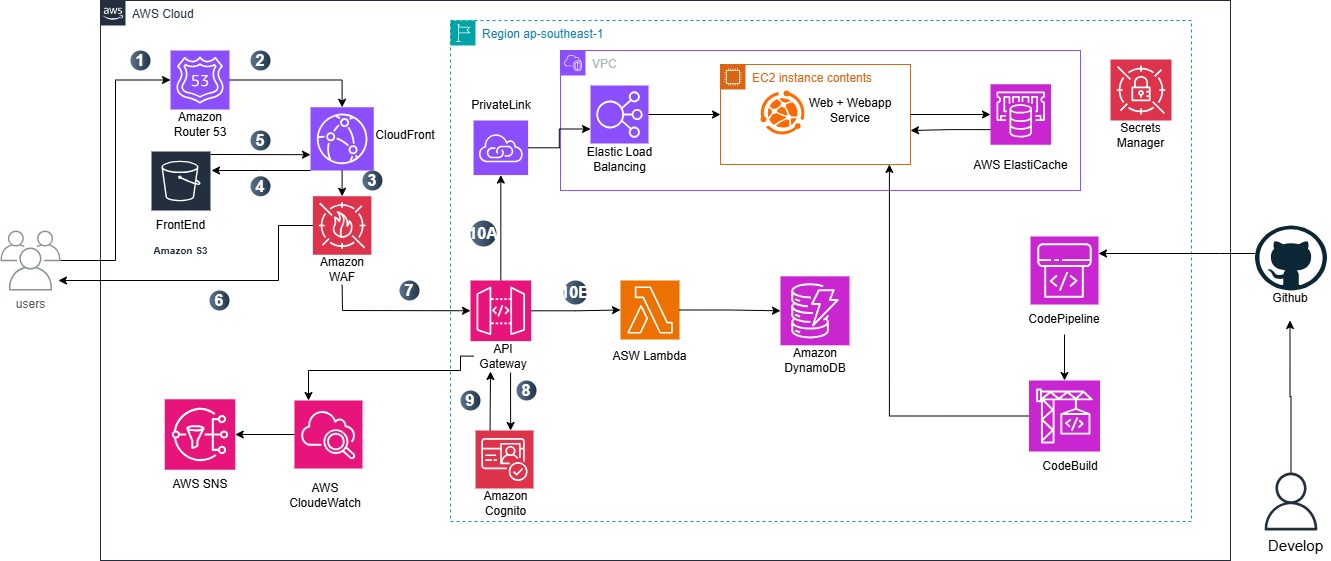 aws
AWS Cloud
Region ap-southeast-1
VPC
EC2 instance contents
1
2
53
Amazon
Router 53
CloudFront
5
4
3
FrontEnd
Amazon S3
Amazon
WAF
users
6
7
PrivateLink
Elastic Load
Balancing
Web + Webapp
Service
AWS ElastiCache
Secrets
Manager
10A
10B
API
Gateway
ASW Lambda
Amazon
DynamoDB
CodePipeline
Github
8
9
AWS SNS
AWS
CloudeWatch
Amazon
Cognito
CodeBuild
Develop